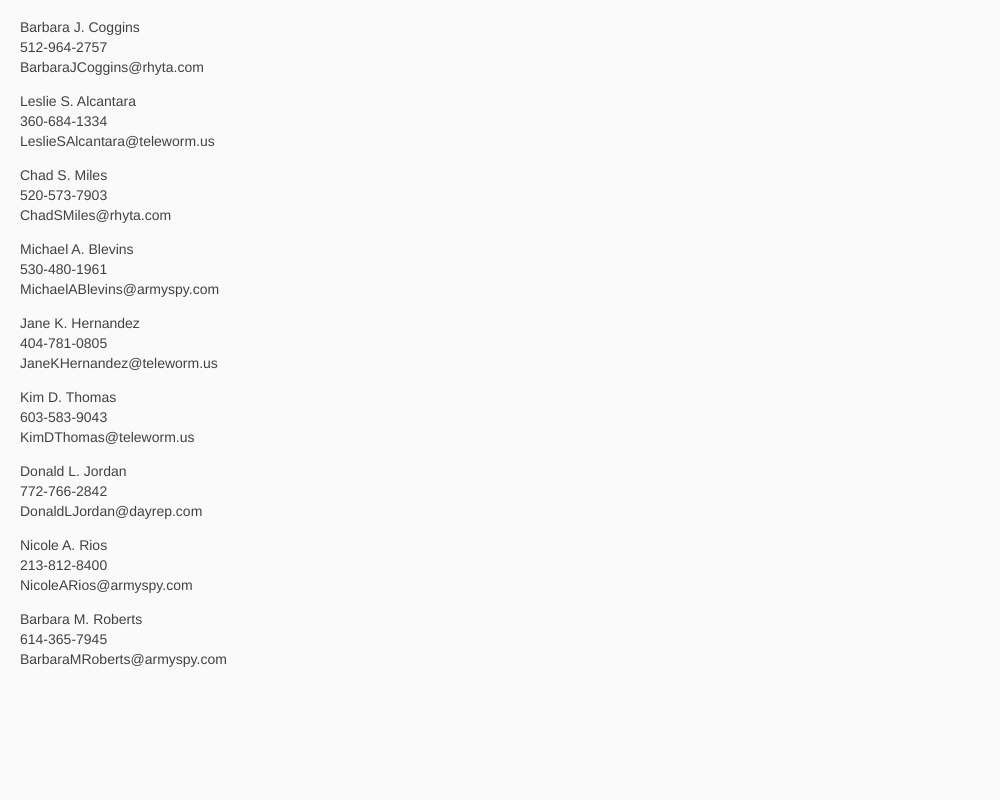 Barbara J. Coggins
512-964-2757
BarbaraJCoggins@rhyta.com
Leslie S. Alcantara
360-684-1334
LeslieSAlcantara@teleworm.us
Chad S. Miles
520-573-7903
ChadSMiles@rhyta.com
Michael A. Blevins
530-480-1961
MichaelABlevins@armyspy.com
Jane K. Hernandez
404-781-0805
JaneKHernandez@teleworm.us
Kim D. Thomas
603-583-9043
KimDThomas@teleworm.us
Donald L. Jordan
772-766-2842
DonaldLJordan@dayrep.com
Nicole A. Rios
213-812-8400
NicoleARios@armyspy.com
Barbara M. Roberts
614-365-7945
BarbaraMRoberts@armyspy.com